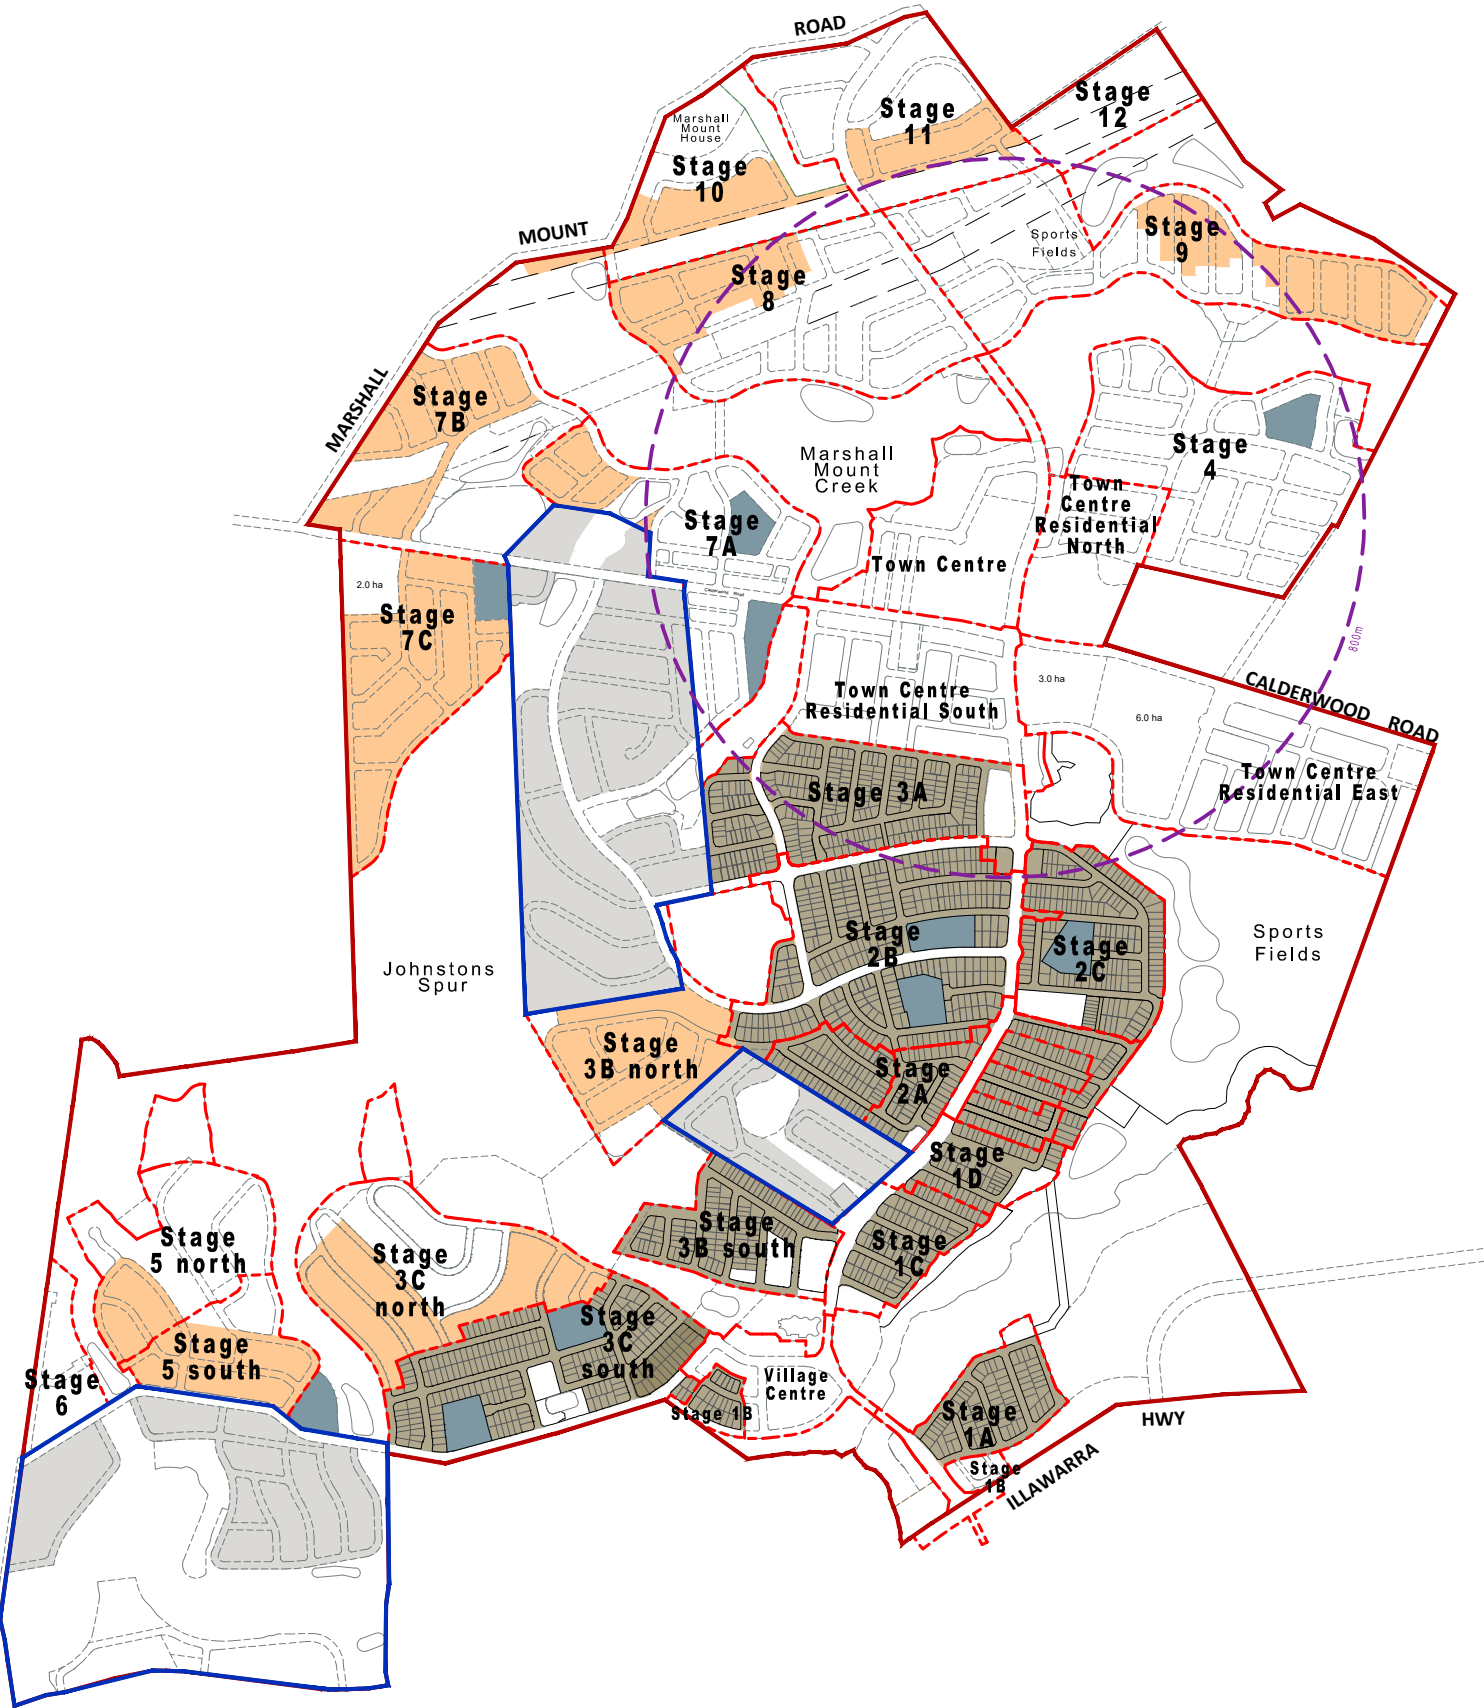 ROAD
Stage
12
Stage
11
Marshall
Mount
House
Stage
10
MOUNT
Sports
Fields
Stage
9
Stage
8
MARSHALL
Stage
7B
Marshall
Mount
Creek
Stage
4
Town
Centre
Residential
North
Stage
7A
Town Centre
2.0 ha
Stage
7C
800m
3.0 ha
6.0 ha
CALDERWOOD ROAD
Town Centre
Residential South
Town Centre
Residential East
Stage 3A
Stage
2B
Stage
2C
Sports
Fields
Johnstons
Spur
Stage
3B north
Stage
2A
Stage
1D
Stage
3B south
Stage
1C
Stage
5 north
Stage
3C
north
Stage
3C
south
Stage
5 south
Stage
6
Village
Centre
Stage 1B
Stage
1A
Stage
1B
ILLAWARRA
HWY